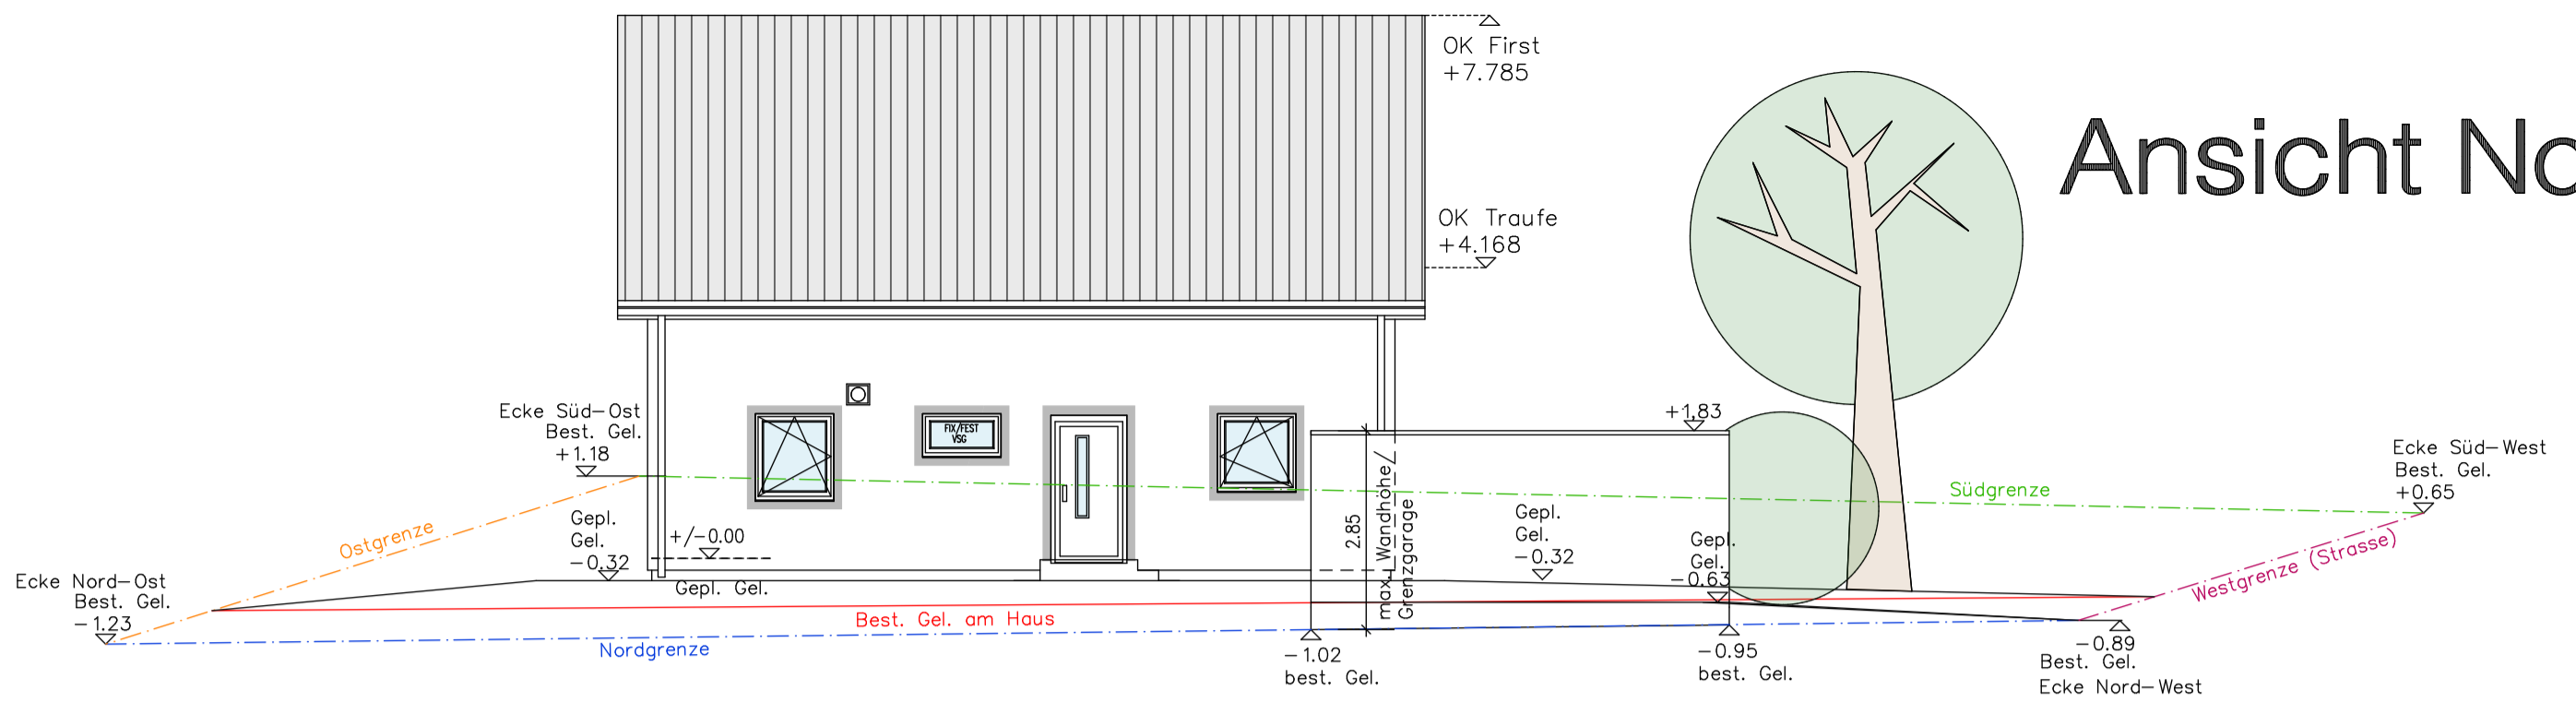 OK First
+7.785
Ansicht No
OK Traufe
+4.168
Ecke Süd-Ost
Best. Gel.
+1.18
FIX/FEST
VSG
+1.83
Ecke Süd-West
Best. Gel.
+0.65
Südgrenze
Ostgrenze
Gepl.
Gel.
-0.32
+/-0.00
Gepl. Gel.
2.85
max. Wandhöhe/
Grenzgarage
Gepl.
Gel.
-0.32
Gepl.
Gel.
-0.63
Westgrenze (Strasse)
Ecke Nord-Ost
Best. Gel.
-1.23
Best. Gel. am Haus
Nordgrenze
-1.02
best. Gel.
-0.95
best. Gel.
-0.89
Best. Gel.
Ecke Nord-West